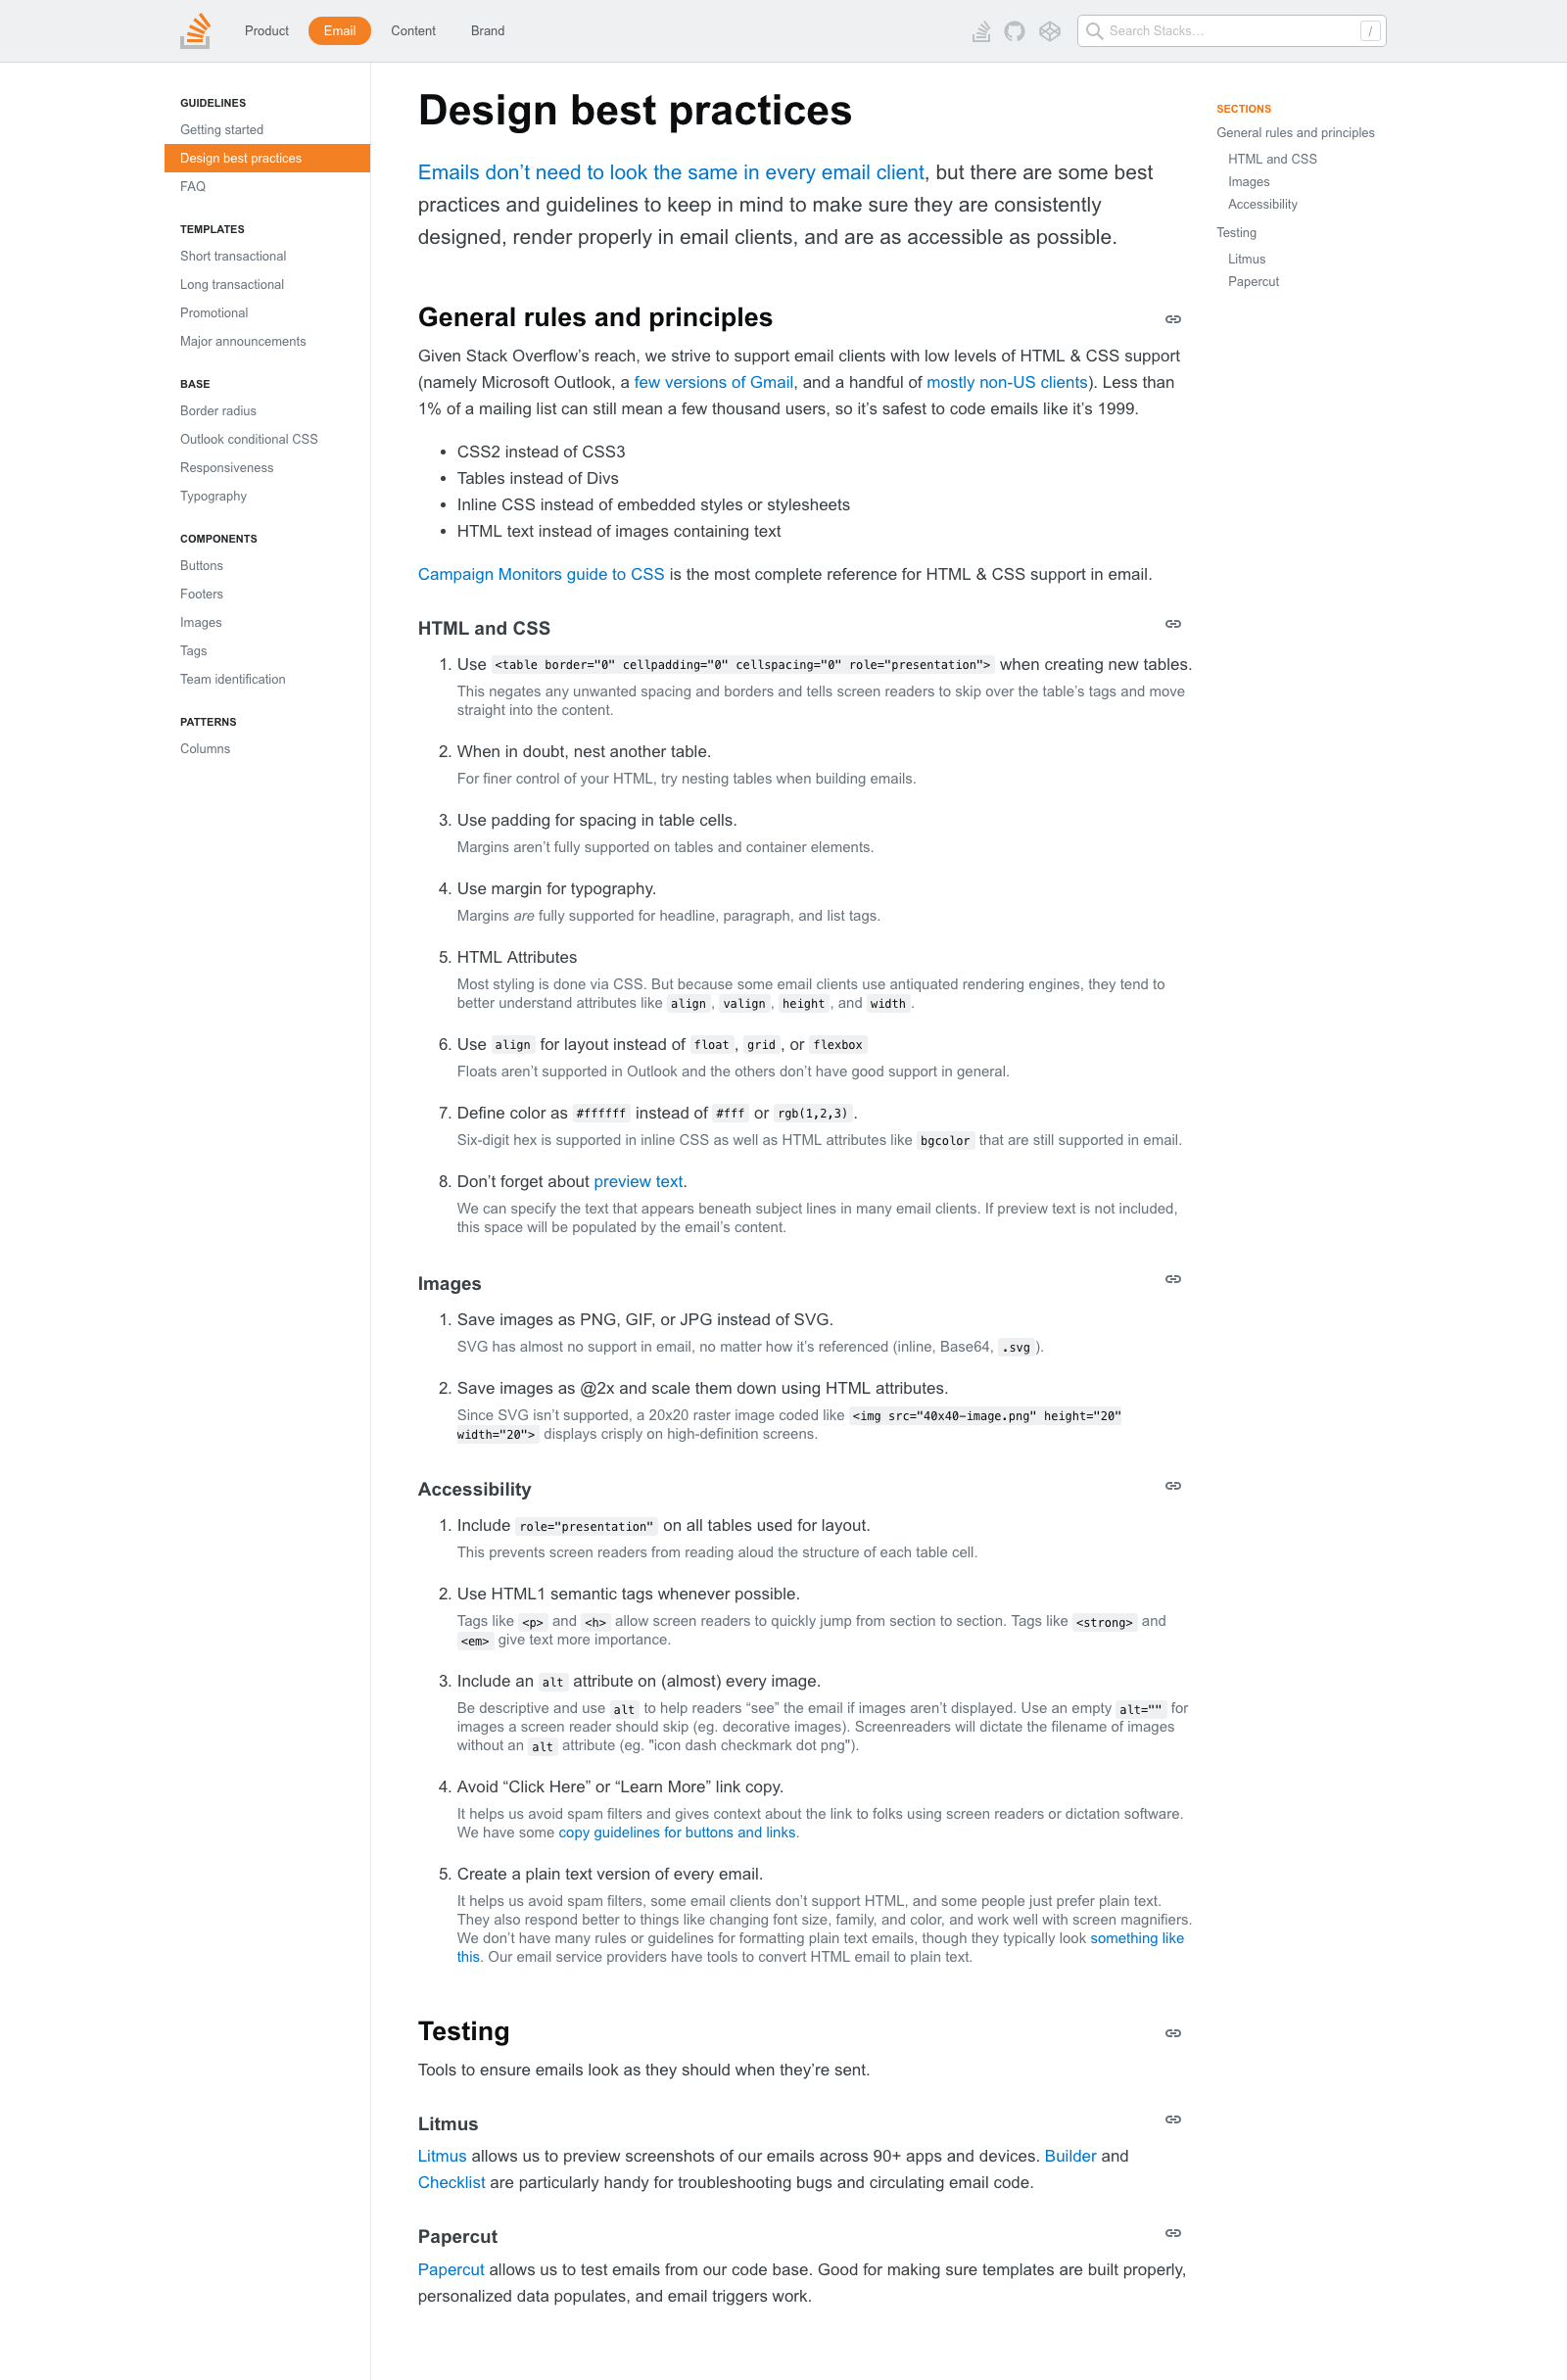 Product Email Content Brand
Search Stacks... /
GUIDELINES
Getting started
Design best practices
FAQ
TEMPLATES
Short transactional
Long transactional
Promotional
Major announcements
BASE
Border radius
Outlook conditional CSS
Responsiveness
Typography
COMPONENTS
Buttons
Footers
Images
Tags
Team identification
PATTERNS
Columns
Design best practices
Emails don’t need to look the same in every email client, but there are some best
practices and guidelines to keep in mind to make sure they are consistently
designed, render properly in email clients, and are as accessible as possible.
General rules and principles
Given Stack Overflow’s reach, we strive to support email clients with low levels of HTML & CSS support
(namely Microsoft Outlook, a few versions of Gmail, and a handful of mostly non-US clients). Less than
1% of a mailing list can still mean a few thousand users, so it’s safest to code emails like it’s 1999.
• CSS2 instead of CSS3
• Tables instead of Divs
• Inline CSS instead of embedded styles or stylesheets
• HTML text instead of images containing text
Campaign Monitors guide to CSS is the most complete reference for HTML & CSS support in email.
HTML and CSS
1. Use <table border="0" cellpadding="0" cellspacing="0" role="presentation"> when creating new tables.
This negates any unwanted spacing and borders and tells screen readers to skip over the table’s tags and move
straight into the content.
2. When in doubt, nest another table.
For finer control of your HTML, try nesting tables when building emails.
3. Use padding for spacing in table cells.
Margins aren’t fully supported on tables and container elements.
4. Use margin for typography.
Margins are fully supported for headline, paragraph, and list tags.
5. HTML Attributes
Most styling is done via CSS. But because some email clients use antiquated rendering engines, they tend to
better understand attributes like align, valign, height, and width.
6. Use align for layout instead of float, grid, or flexbox
Floats aren’t supported in Outlook and the others don’t have good support in general.
7. Define color as #ffffff instead of #fff or rgb(1,2,3).
Six-digit hex is supported in inline CSS as well as HTML attributes like bgcolor that are still supported in email.
8. Don’t forget about preview text.
We can specify the text that appears beneath subject lines in many email clients. If preview text is not included,
this space will be populated by the email’s content.
Images
1. Save images as PNG, GIF, or JPG instead of SVG.
SVG has almost no support in email, no matter how it’s referenced (inline, Base64, .svg).
2. Save images as @2x and scale them down using HTML attributes.
Since SVG isn’t supported, a 20x20 raster image coded like <img src="40x40-image.png" height="20"
width="20"> displays crisply on high-definition screens.
Accessibility
1. Include role="presentation" on all tables used for layout.
This prevents screen readers from reading aloud the structure of each table cell.
2. Use HTML1 semantic tags whenever possible.
Tags like <p> and <h> allow screen readers to quickly jump from section to section. Tags like <strong> and
<em> give text more importance.
3. Include an alt attribute on (almost) every image.
Be descriptive and use alt to help readers “see” the email if images aren’t displayed. Use an empty alt="" for
images a screen reader should skip (eg. decorative images). Screenreaders will dictate the filename of images
without an alt attribute (eg. "icon dash checkmark dot png").
4. Avoid “Click Here” or “Learn More” link copy.
It helps us avoid spam filters and gives context about the link to folks using screen readers or dictation software.
We have some copy guidelines for buttons and links.
5. Create a plain text version of every email.
It helps us avoid spam filters, some email clients don’t support HTML, and some people just prefer plain text.
They also respond better to things like changing font size, family, and color, and work well with screen magnifiers.
We don’t have many rules or guidelines for formatting plain text emails, though they typically look something like
this. Our email service providers have tools to convert HTML email to plain text.
Testing
Tools to ensure emails look as they should when they’re sent.
Litmus
Litmus allows us to preview screenshots of our emails across 90+ apps and devices. Builder and
Checklist are particularly handy for troubleshooting bugs and circulating email code.
Papercut
Papercut allows us to test emails from our code base. Good for making sure templates are built properly,
personalized data populates, and email triggers work.
SECTIONS
General rules and principles
HTML and CSS
Images
Accessibility
Testing
Litmus
Papercut